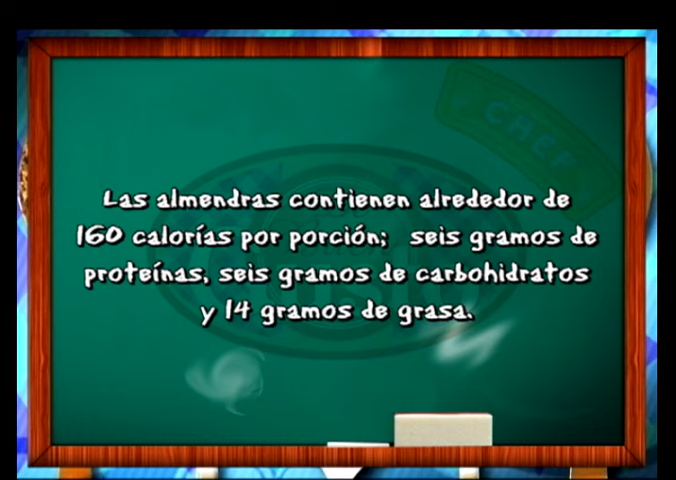 CHEF
Las almendras contienen alrededor de
160 calorías por porción; seis gramos de
proteínas, seis gramos de carbohidratos
y 14 gramos de grasa.